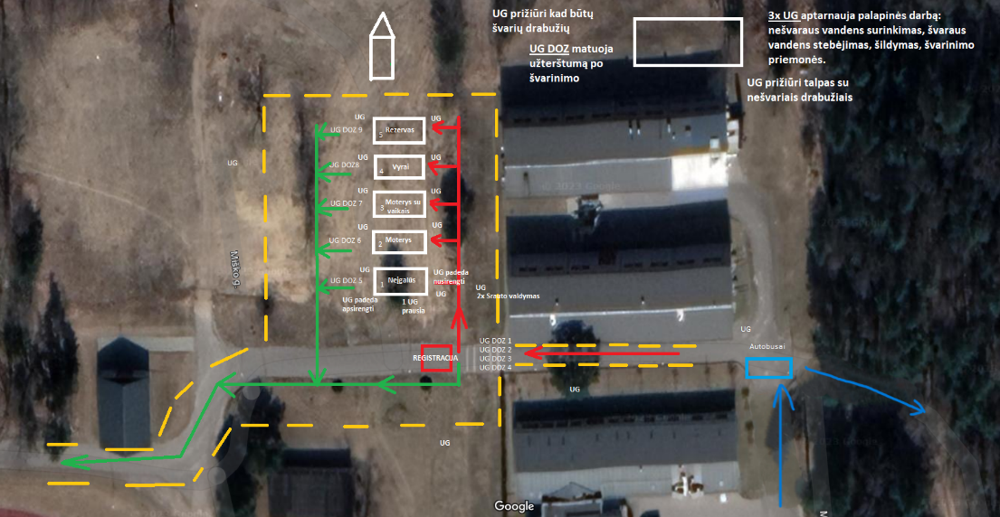 UG prižiūri kad būtų
švarių drabužių
UG DOZ matuoja
užterštumą po
švarinimo
3x UG aptarnauja palapinės darbą:
nešvaraus vandens surinkimas, švaraus
vandens stebėjimas, šildymas, švarinimo
priemonės.
UG prižiūri talpas su
nešvariais drabužiais
UG
UG
UG DOZ 9
5 Rezervas
UG
UG
UG
UG DOZ8
4 Vyrai
UG
UG
UG DOZ 7
3 Moterys su
vaikais
UG
UG
UG DOZ 6
2 Moterys
Miško g.
UG
UG DOZ 5
1 Neįgalūs
UG padeda
nusirengti
UG
UG
2x Srauto valdymas
UG padeda
apsirengti
1 UG
prausia
UG
Autobusai
UG DOZ 1
UG DOZ 2
UG DOZ 3
UG DOZ 4
REGISTRACIJA
UG
UG
Google